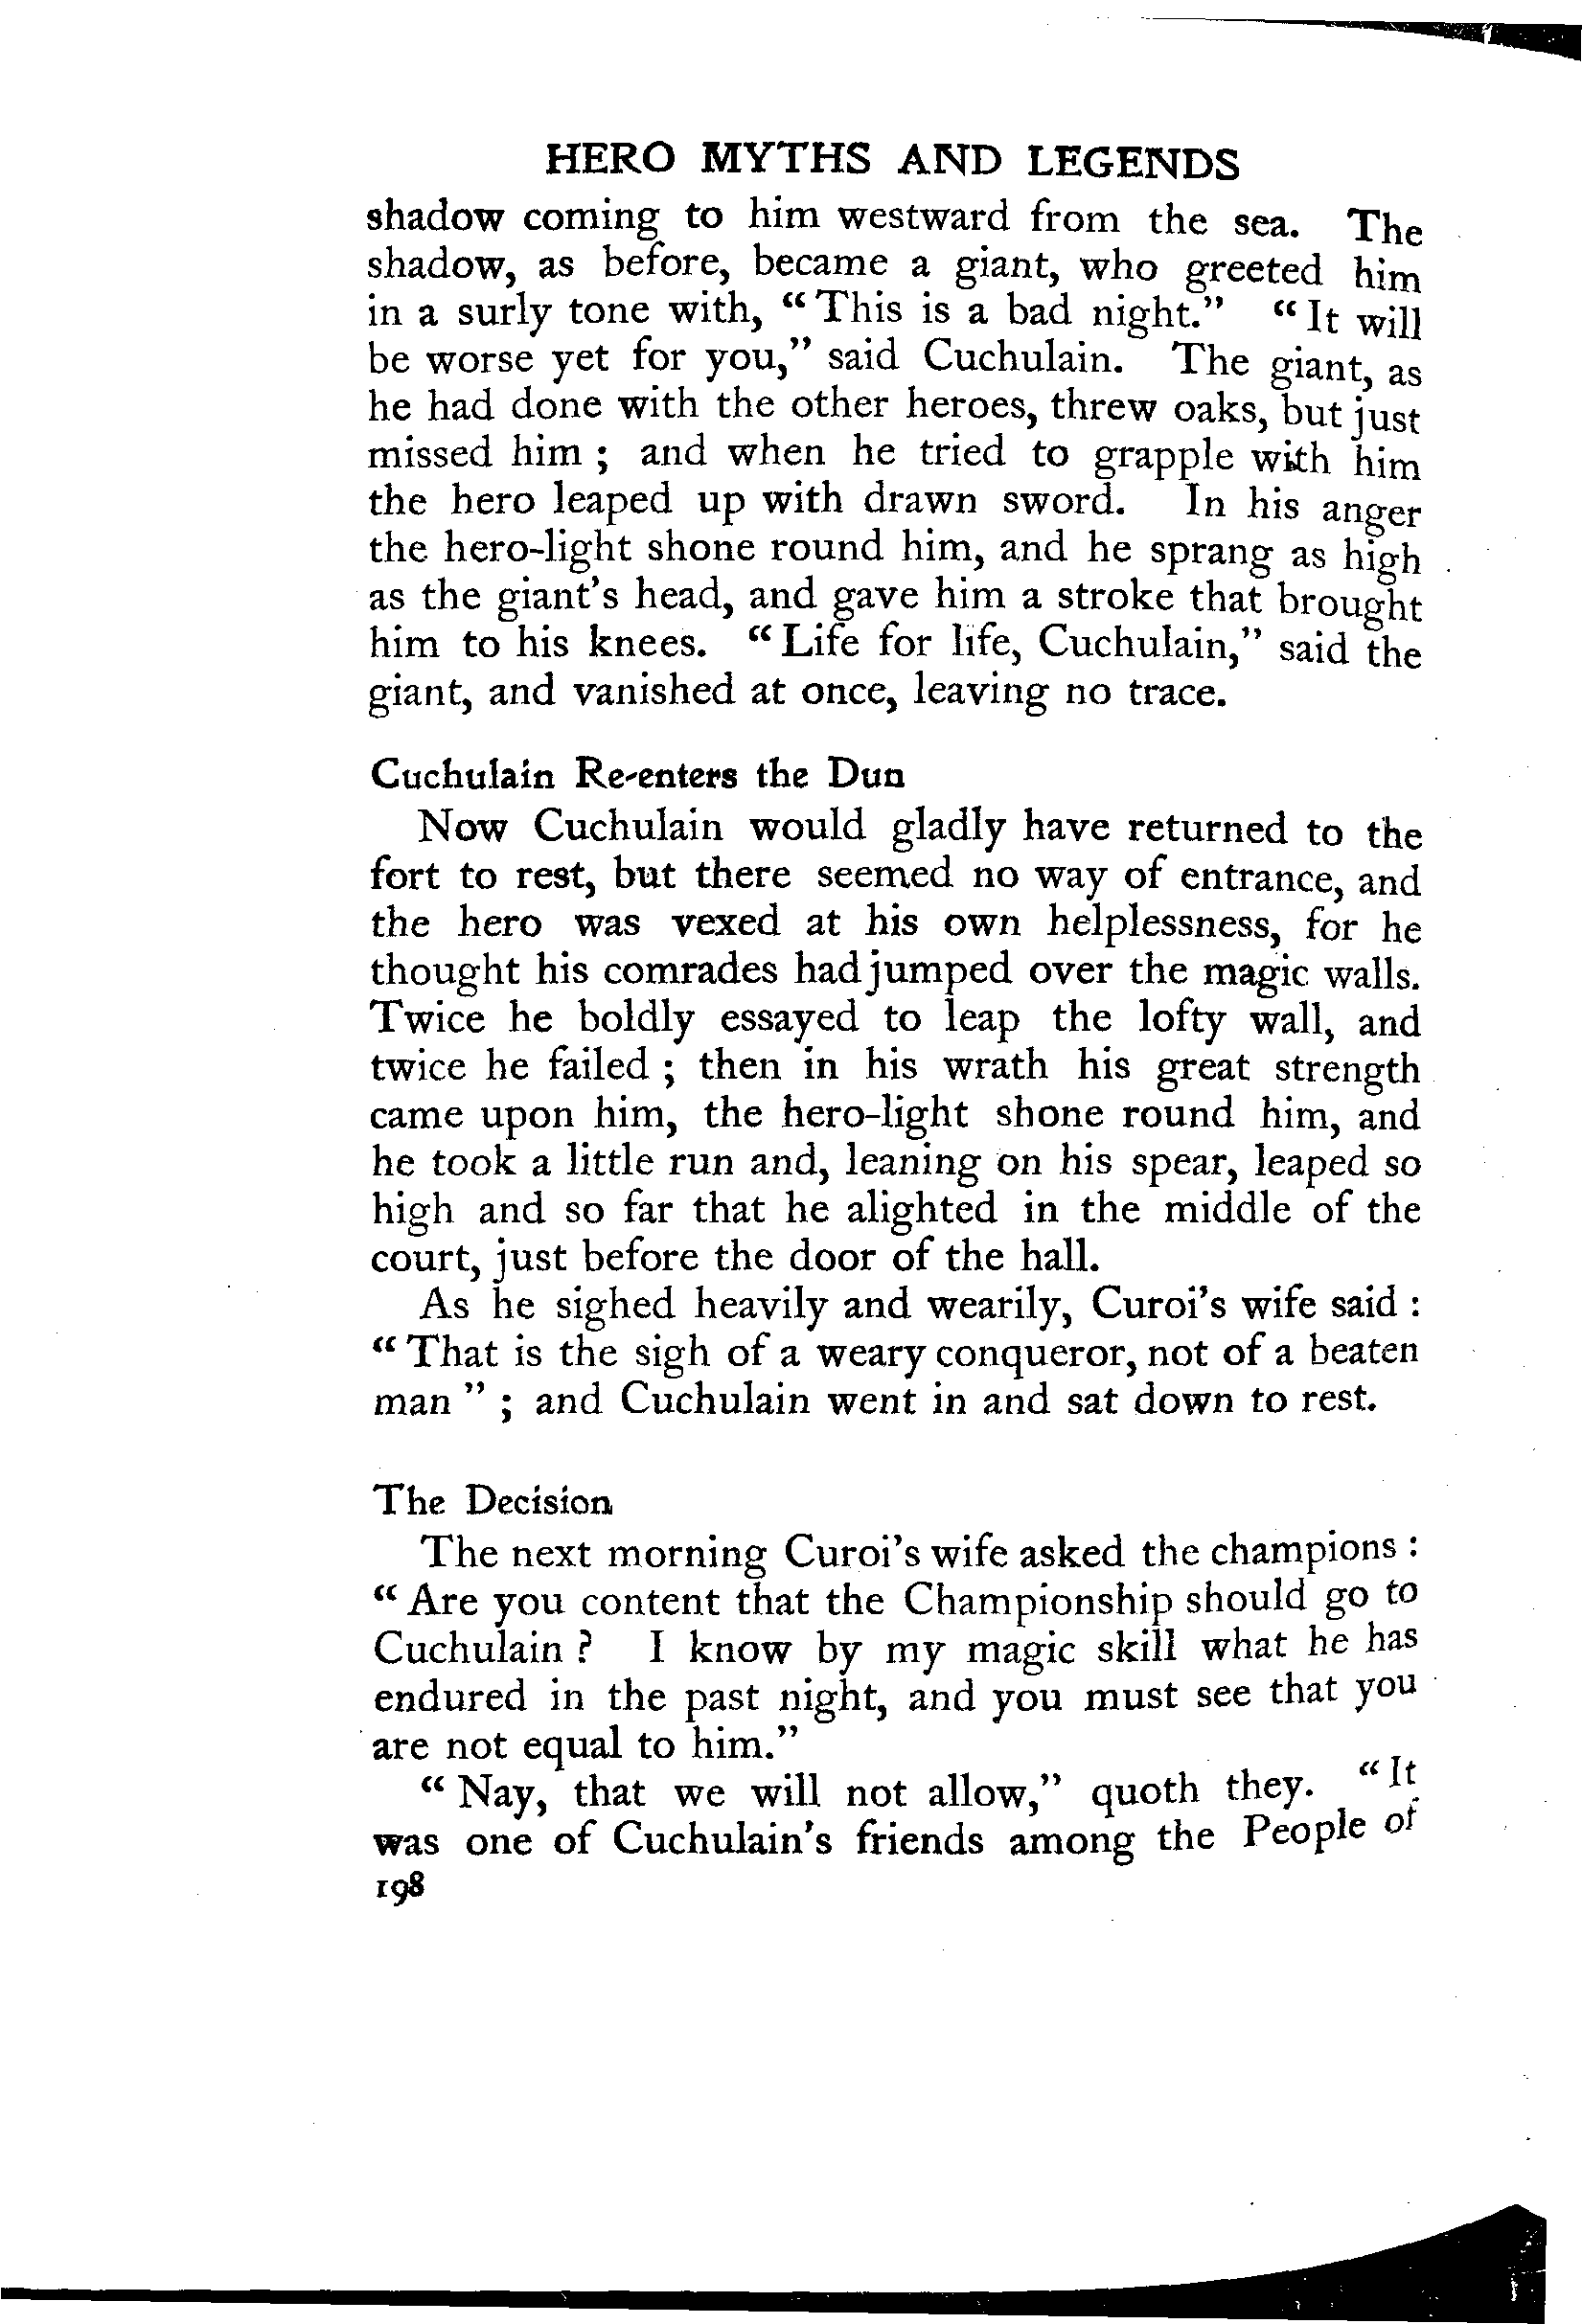 HERO MYTHS AND LEGENDS
shadow coming to him westward from the sea. The
shadow, as before, became a giant, who greeted him
in a surly tone with, “This is a bad night.” “It will
be worse yet for you,” said Cuchulain. The giant, as
he had done with the other heroes, threw oaks, but just
missed him ; and when he tried to grapple with him
the hero leaped up with drawn sword. In his anger
the hero-light shone round him, and he sprang as high
as the giant’s head, and gave him a stroke that brought
him to his knees. “Life for life, Cuchulain,” said the
giant, and vanished at once, leaving no trace.
Cuchulain Re-enters the Dun
Now Cuchulain would gladly have returned to the
fort to rest, but there seemed no way of entrance, and
the hero was vexed at his own helplessness, for he
thought his comrades had jumped over the magic walls.
Twice he boldly essayed to leap the lofty wall, and
twice he failed ; then in his wrath his great strength
came upon him, the hero-light shone round him, and
he took a little run and, leaning on his spear, leaped so
high and so far that he alighted in the middle of the
court, just before the door of the hall.
As he sighed heavily and wearily, Curoi’s wife said :
“That is the sigh of a weary conqueror, not of a beaten
man” ; and Cuchulain went in and sat down to rest.
The Decision
The next morning Curoi’s wife asked the champions :
“Are you content that the Championship should go to
Cuchulain ? I know by my magic skill what he has
endured in the past night, and you must see that you
are not equal to him.”
“Nay, that we will not allow,” quoth they. “It
was one of Cuchulain’s friends among the People of
198